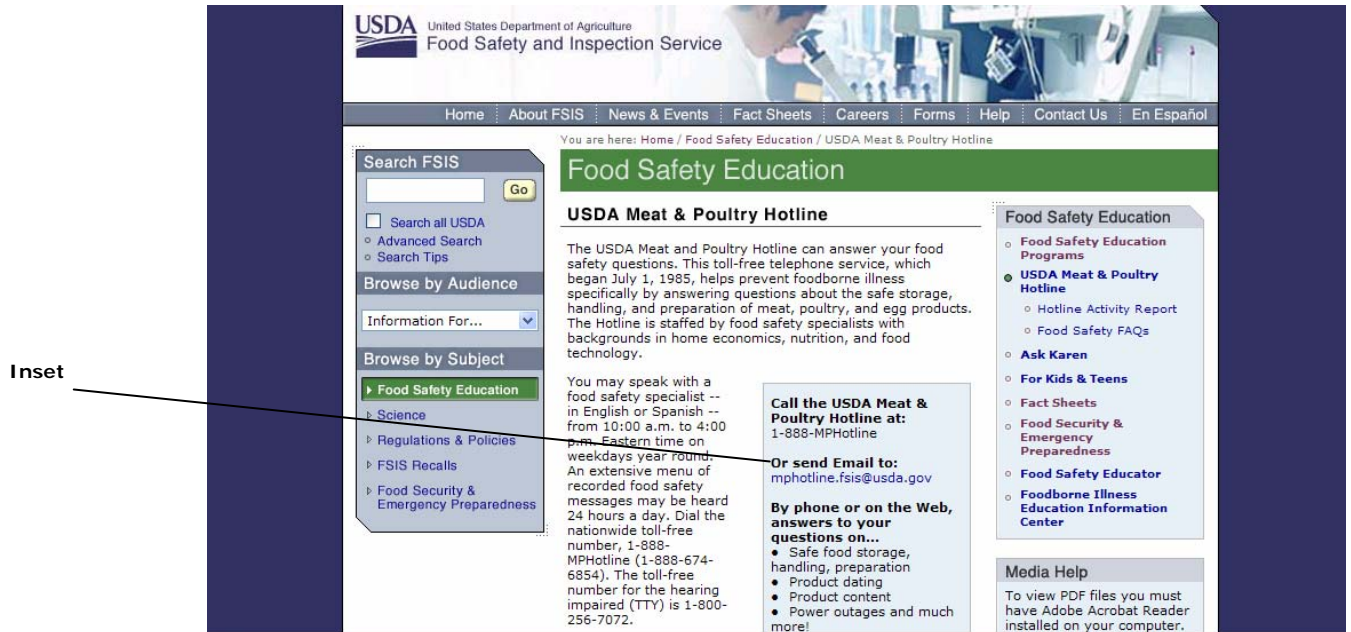 USDA
United States Department of Agriculture
Food Safety and Inspection Service
Home About FSIS News & Events Fact Sheets Careers Forms Help Contact Us En Español
You are here: Home / Food Safety Education / USDA Meat & Poultry Hotline
Search FSIS
Go
Search all USDA
Advanced Search
Search Tips
Browse by Audience
Information For...
Browse by Subject
Food Safety Education
Science
Regulations & Policies
FSIS Recalls
Food Security &
Emergency Preparedness
Inset
Food Safety Education
USDA Meat & Poultry Hotline
The USDA Meat and Poultry Hotline can answer your food
safety questions. This toll-free telephone service, which
began July 1, 1985, helps prevent foodborne illness
specifically by answering questions about the safe storage,
handling, and preparation of meat, poultry, and egg products.
The Hotline is staffed by food safety specialists with
backgrounds in home economics, nutrition, and food
technology.
You may speak with a
food safety specialist --
in English or Spanish --
from 10:00 a.m. to 4:00
p.m. Eastern time on
weekdays year round.
An extensive menu of
recorded food safety
messages may be heard
24 hours a day. Dial the
nationwide toll-free
number, 1-888-
MPHotline (1-888-674-
6854). The toll-free
number for the hearing
impaired (TTY) is 1-800-
256-7072.
Call the USDA Meat &
Poultry Hotline at:
1-888-MPHotline
Or send Email to:
mphotline.fsis@usda.gov
By phone or on the Web,
answers to your
questions on...
● Safe food storage,
handling, preparation
● Product dating
● Product content
● Power outages and much
more!
Food Safety Education
Food Safety Education
Programs
USDA Meat & Poultry
Hotline
Hotline Activity Report
Food Safety FAQs
Ask Karen
For Kids & Teens
Fact Sheets
Food Security &
Emergency
Preparedness
Food Safety Educator
Foodborne Illness
Education Information
Center
Media Help
To view PDF files you must
have Adobe Acrobat Reader
installed on your computer.